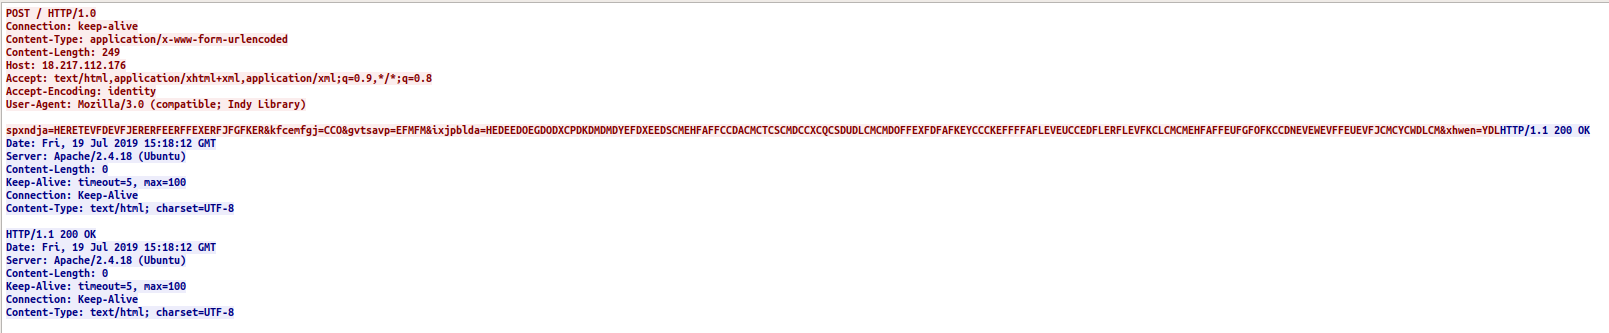 POST / HTTP/1.0
Connection: keep-alive
Content-Type: application/x-www-form-urlencoded
Content-Length: 249
Host: 18.217.112.176
Accept: text/html,application/xhtml+xml,application/xml;q=0.9,*/*;q=0.8
Accept-Encoding: identity
User-Agent: Mozilla/3.0 (compatible; Indy Library)
spxndja=HERETEVFDEVFJERERFEERFFEXERFJFGFKER&kfcemfgj=CCO&gvtsavp=EFMFM&ixjpblda=HEDEEDOEGDODXCPDKDMDMDYEFDXEEDSCMEHFAFFCCDACMCTCSCMDCCXCQCSDUDLCMCMDOFFEXFDFAFKEYCCCKEFFFFAFLEVEUCCEDFLERFLEVFKCLCMCMEHFAFFEUFGFOFKCCDNEVEWEVFFEUEVFJCMCYCWDLCM&xhwen=YDLHTTP/1.1 200 OK
Date: Fri, 19 Jul 2019 15:18:12 GMT
Server: Apache/2.4.18 (Ubuntu)
Content-Length: 0
Keep-Alive: timeout=5, max=100
Connection: Keep-Alive
Content-Type: text/html; charset=UTF-8
HTTP/1.1 200 OK
Date: Fri, 19 Jul 2019 15:18:12 GMT
Server: Apache/2.4.18 (Ubuntu)
Content-Length: 0
Keep-Alive: timeout=5, max=100
Connection: Keep-Alive
Content-Type: text/html; charset=UTF-8